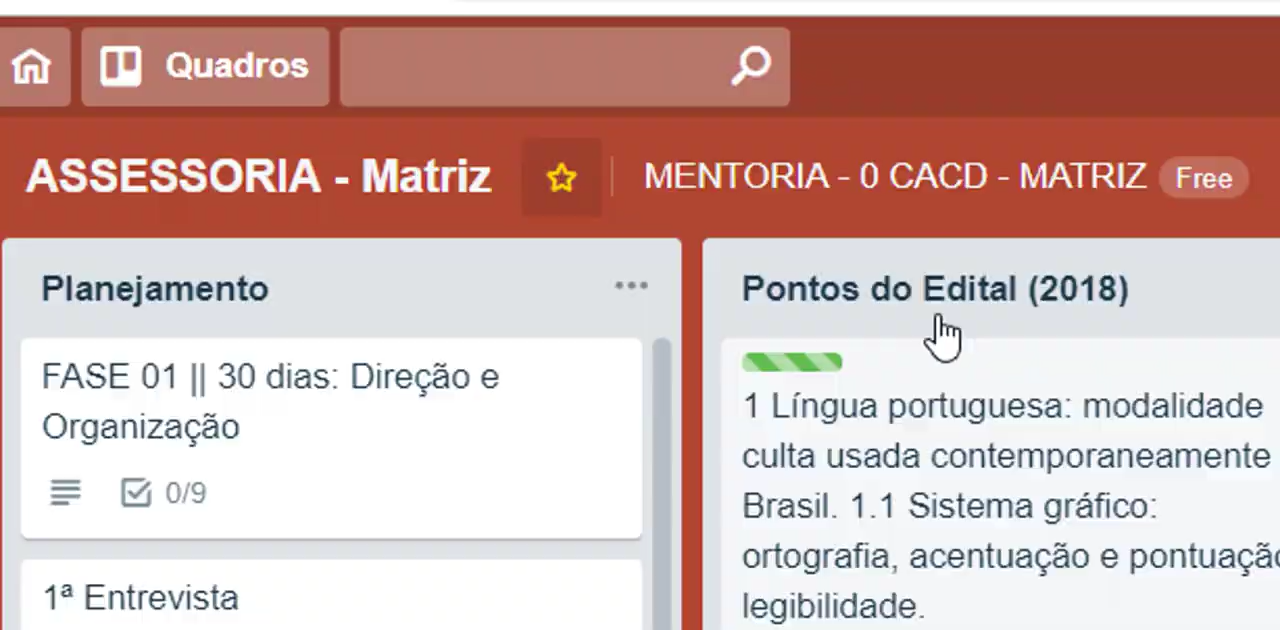 Quadros
ASSESSORIA - Matriz
MENTORIA - 0 CACD - MATRIZ
Free
Planejamento
FASE 01 || 30 dias: Direção e
Organização
0/9
1ª Entrevista
Pontos do Edital (2018)
1 Língua portuguesa: modalidade
culta usada contemporaneamente
Brasil. 1.1 Sistema gráfico:
ortografia, acentuação e pontuaçã
legibilidade.